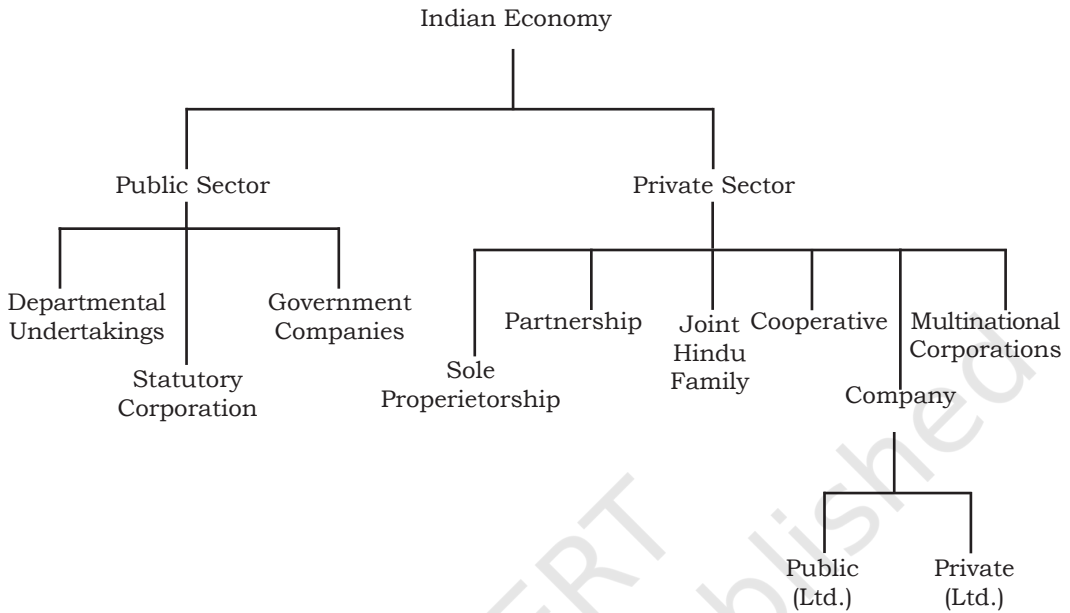 Indian Economy
Public Sector
Private Sector
Departmental
Undertakings
Statutory
Corporation
Government
Companies
Sole
Properietorship
Partnership
Joint
Hindu
Family
Cooperative
Company
Multinational
Corporations
Public
(Ltd.)
Private
(Ltd.)